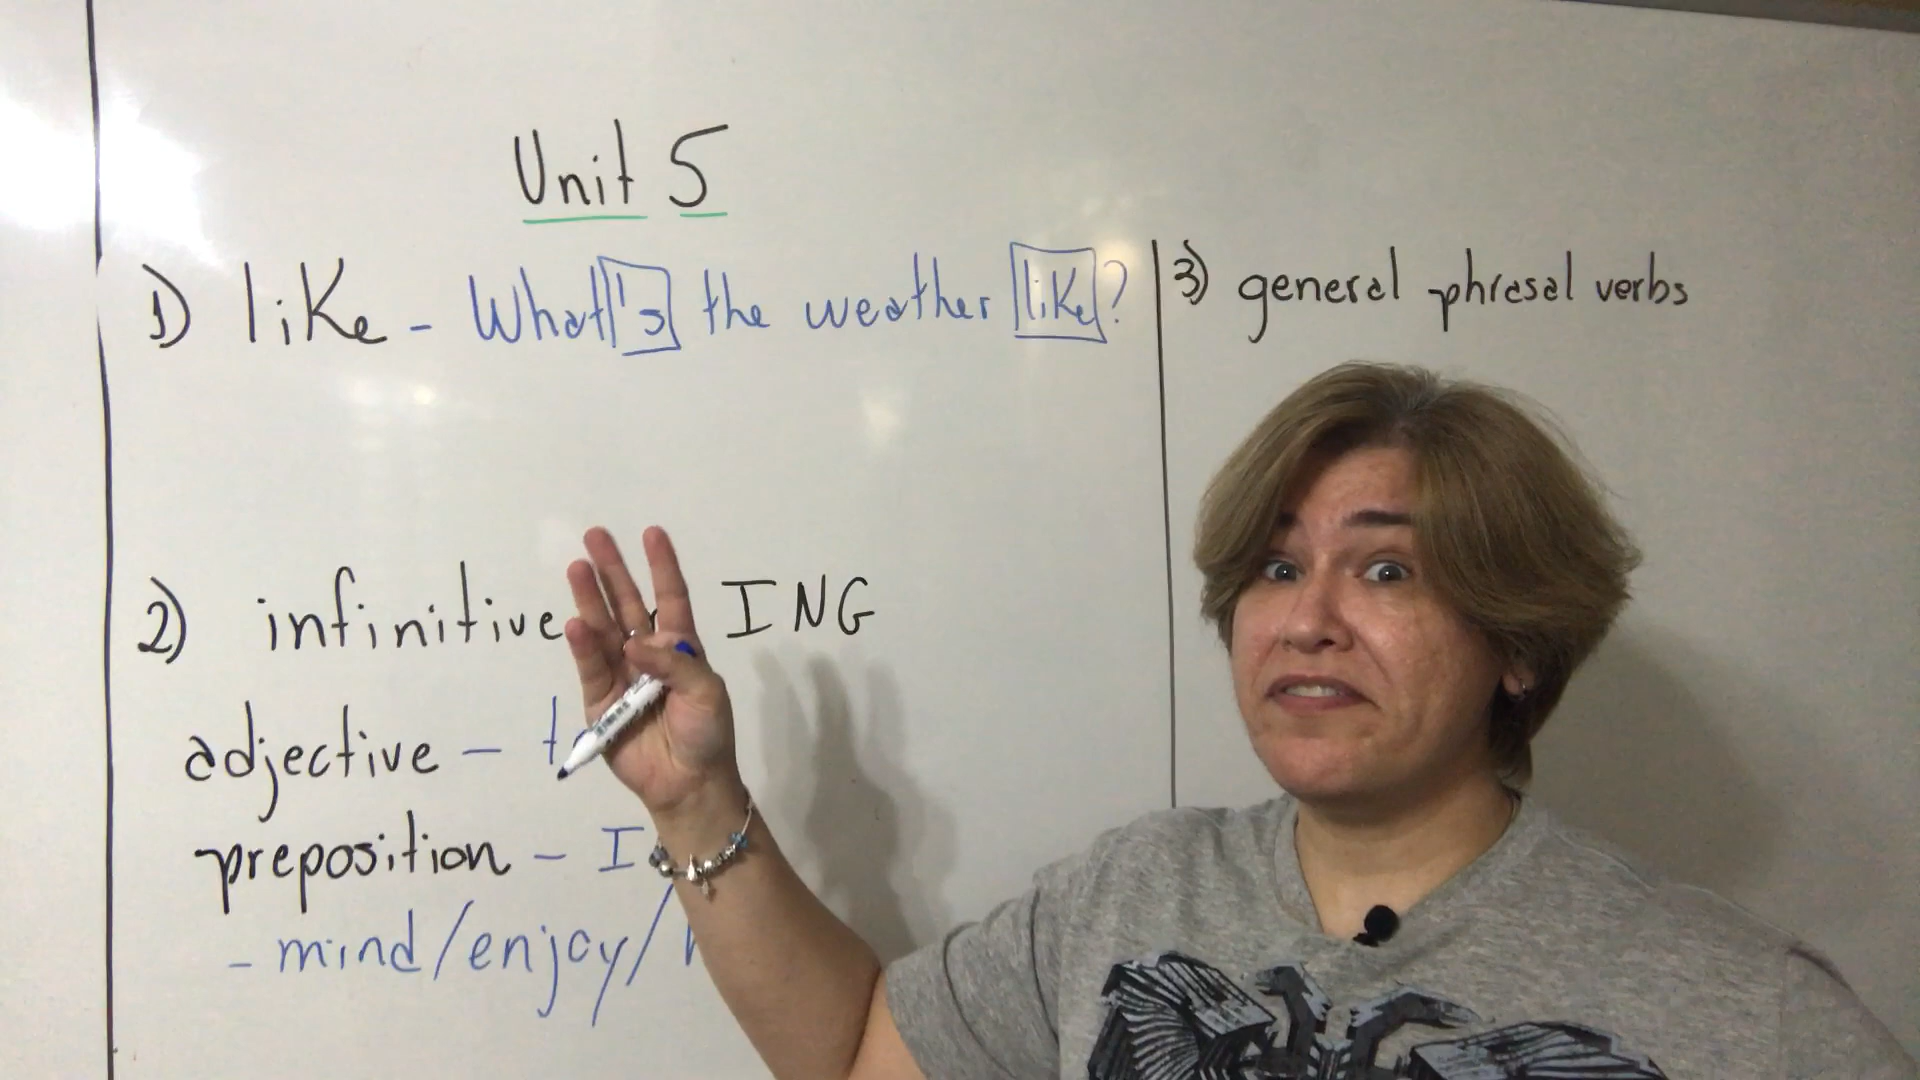 Unit 5
1) like - What's the weather like?
2) infinitive ING
adjective -
preposition - I
- mind/enjoy/
3) general phrasal verbs